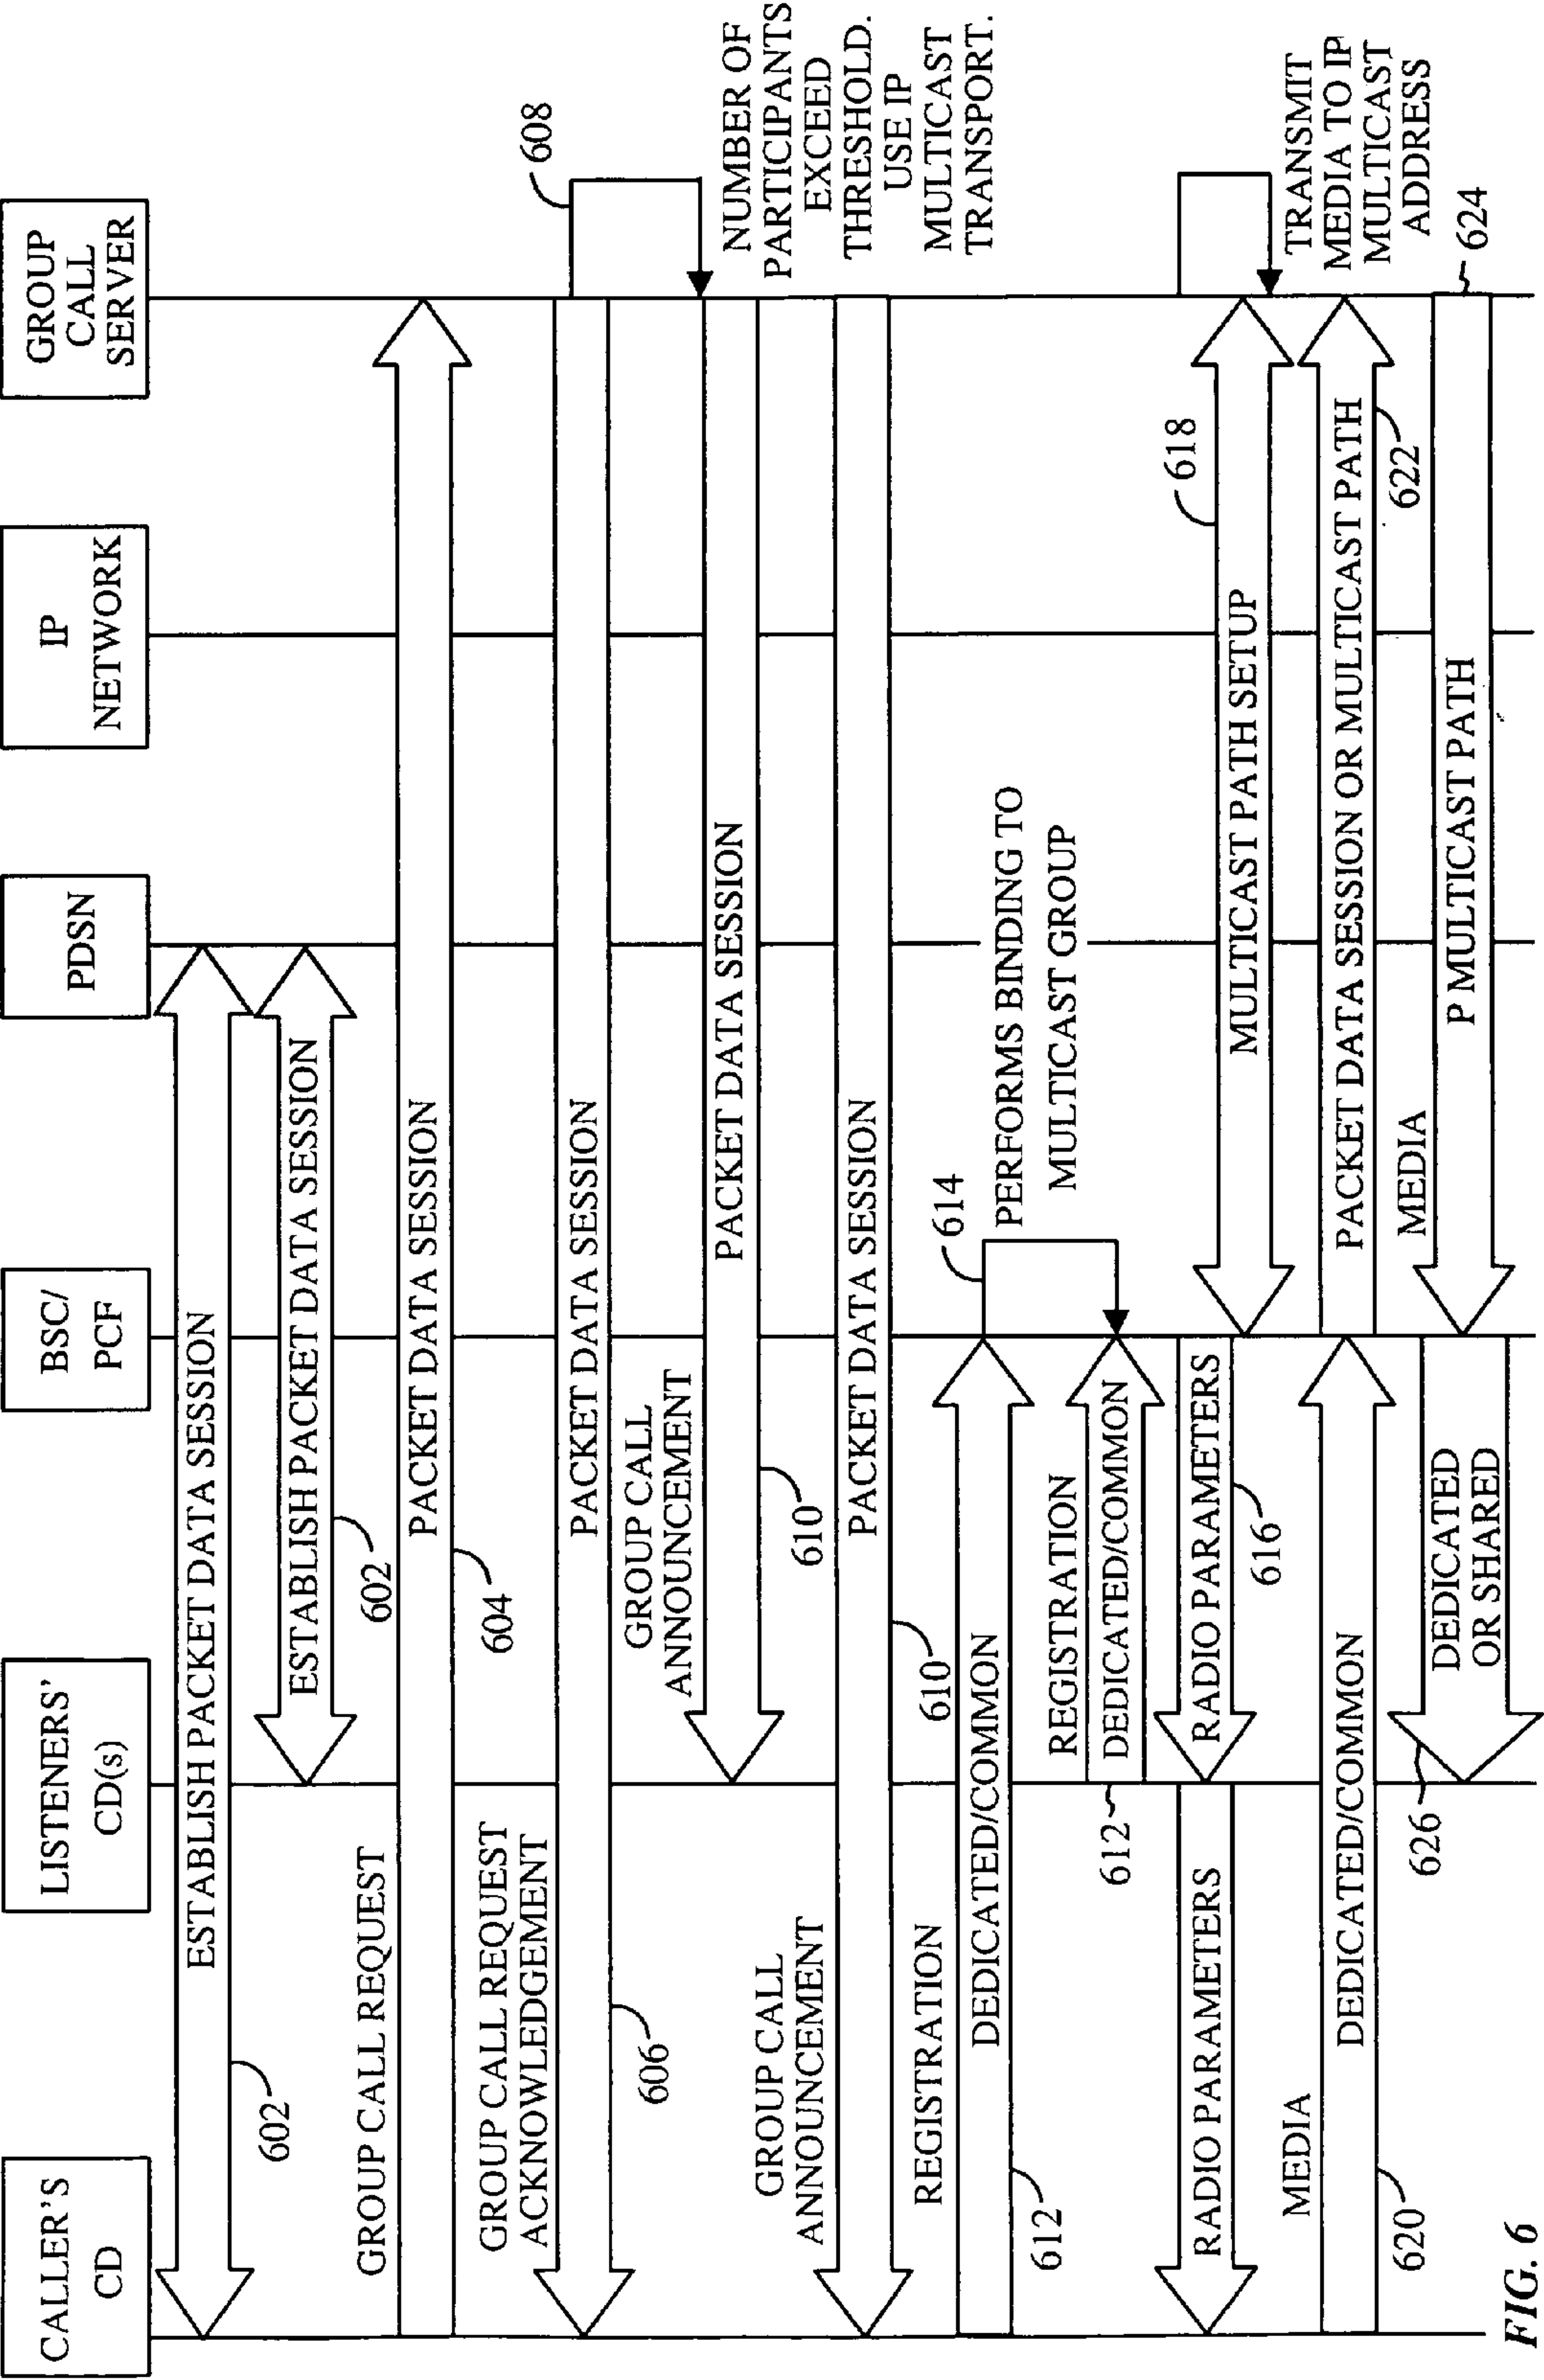 CALLER'S
CD
LISTENERS'
CD(s)
BSC/
PCF
PDSN
IP
NETWORK
GROUP
CALL
SERVER
ESTABLISH PACKET DATA SESSION
602
ESTABLISH PACKET DATA SESSION
602
GROUP CALL REQUEST
PACKET DATA SESSION
604
GROUP CALL REQUEST
ACKNOWLEDGEMENT
PACKET DATA SESSION
606
608
NUMBER OF
PARTICIPANTS
EXCEED
THRESHOLD.
USE IP
MULTICAST
TRANSPORT.
GROUP CALL
ANNOUNCEMENT
PACKET DATA SESSION
610
GROUP CALL
ANNOUNCEMENT
PACKET DATA SESSION
610
REGISTRATION
DEDICATED/COMMON
612
614
PERFORMS BINDING TO
MULTICAST GROUP
REGISTRATION
DEDICATED/COMMON
612
RADIO PARAMETERS
RADIO PARAMETERS
616
618
MULTICAST PATH SETUP
TRANSMIT
MEDIA TO IP
MULTICAST
ADDRESS
MEDIA
DEDICATED/COMMON
620
PACKET DATA SESSION OR MULTICAST PATH
622
MEDIA
P MULTICAST PATH
624
DEDICATED
OR SHARED
626
FIG. 6